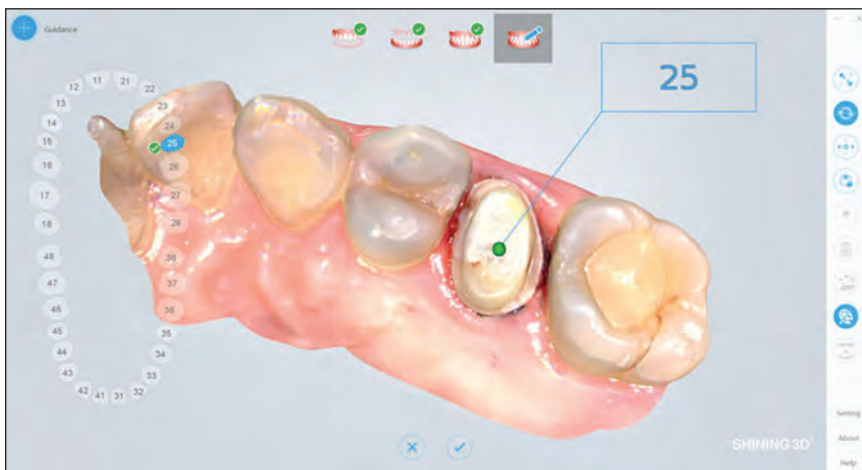 Guidance
25
12 11 21 22
13 23
14 24
15 25
16 26
17 27
18 28
48 38
47 37
46 36
45 35
44 34
43 33
42 41 31 32
SHINING 3D
Setting
About
Help